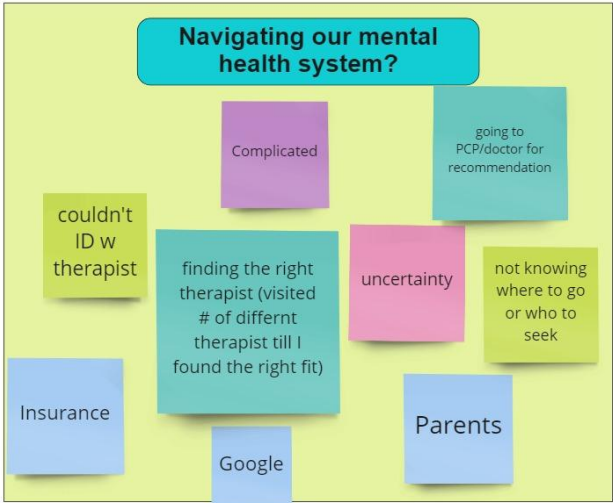 Navigating our mental
health system?
Complicated
going to
PCP/doctor for
recommendation
couldn't
ID w
therapist
finding the right
therapist (visited
# of differnt
therapist till I
found the right fit)
uncertainty
not knowing
where to go
or who to
seek
Insurance
Google
Parents